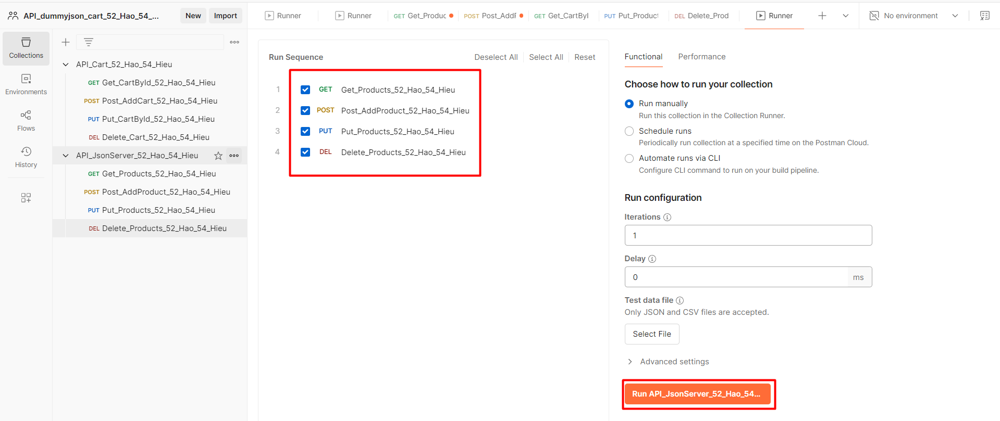 API_dummyjson_cart_52_Hao_54_...
New
Import
Runner
Runner
GET Get_Produc
POST Post_AddF
GET Get_CartByI
PUT Put_Product
DEL Delete_Prod
Runner
No environment
Collections
Environments
Flows
History
API_Cart_52_Hao_54_Hieu
GET Get_CartById_52_Hao_54_Hieu
POST Post_AddCart_52_Hao_54_Hieu
PUT Put_CartById_52_Hao_54_Hieu
DEL Delete_Cart_52_Hao_54_Hieu
API_JsonServer_52_Hao_54_Hieu
GET Get_Products_52_Hao_54_Hieu
POST Post_AddProduct_52_Hao_54_Hieu
PUT Put_Products_52_Hao_54_Hieu
DEL Delete_Products_52_Hao_54_Hieu
Run Sequence
Deselect All
Select All
Reset
1 GET Get_Products_52_Hao_54_Hieu
2 POST Post_AddProduct_52_Hao_54_Hieu
3 PUT Put_Products_52_Hao_54_Hieu
4 DEL Delete_Products_52_Hao_54_Hieu
Functional
Performance
Choose how to run your collection
Run manually
Run this collection in the Collection Runner.
Schedule runs
Periodically run collection at a specified time on the Postman Cloud.
Automate runs via CLI
Configure CLI command to run on your build pipeline.
Run configuration
Iterations
1
Delay
0 ms
Test data file
Only JSON and CSV files are accepted.
Select File
Advanced settings
Run API_JsonServer_52_Hao_54...